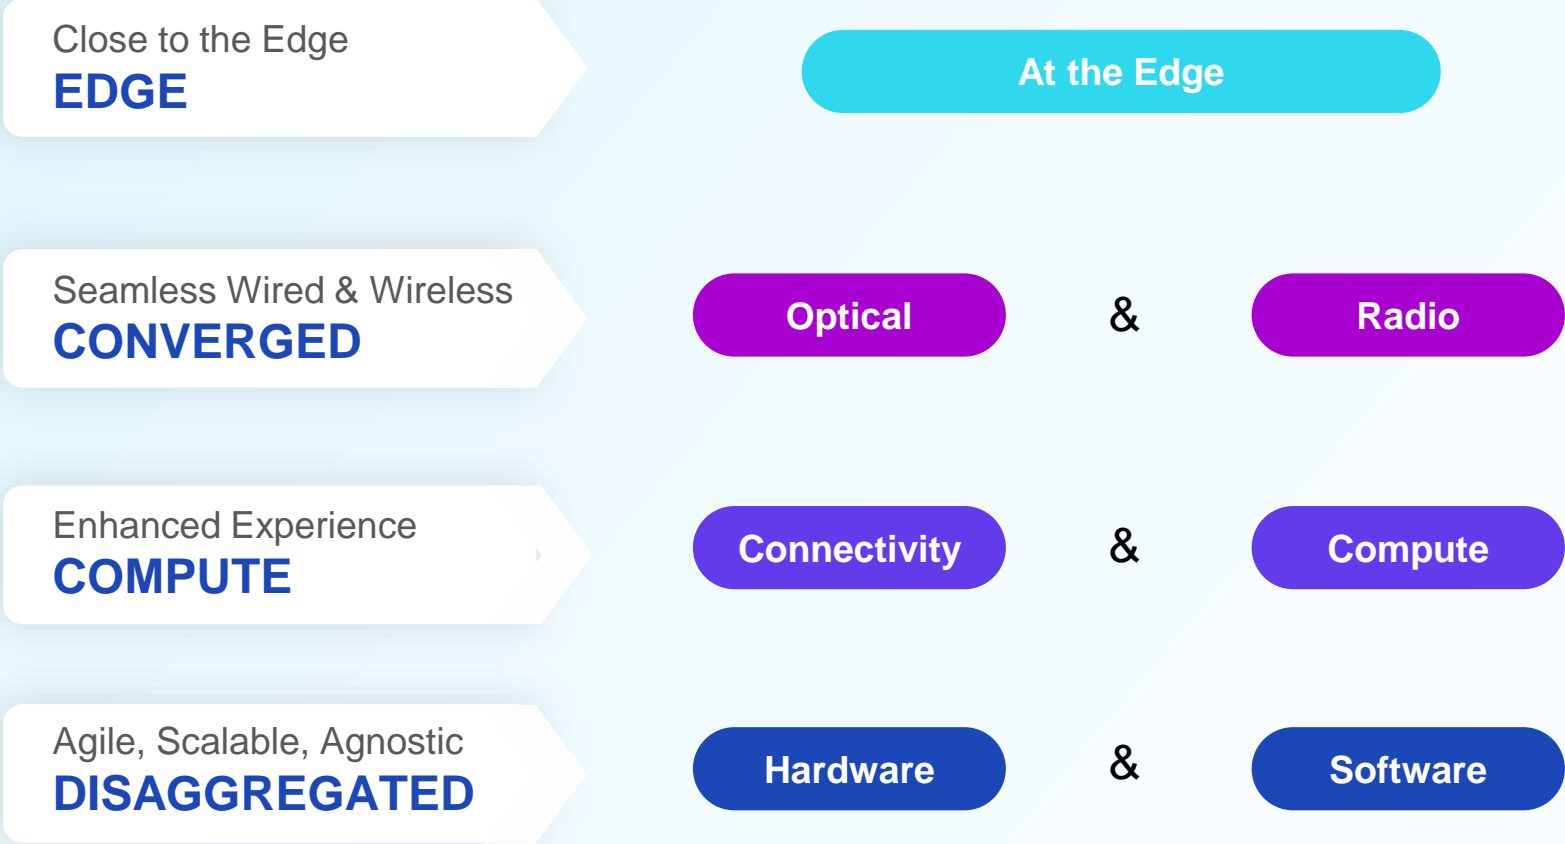 Close to the Edge
EDGE
At the Edge
Seamless Wired & Wireless
CONVERGED
Optical & Radio
Enhanced Experience
COMPUTE
Connectivity & Compute
Agile, Scalable, Agnostic
DISAGGREGATED
Hardware & Software